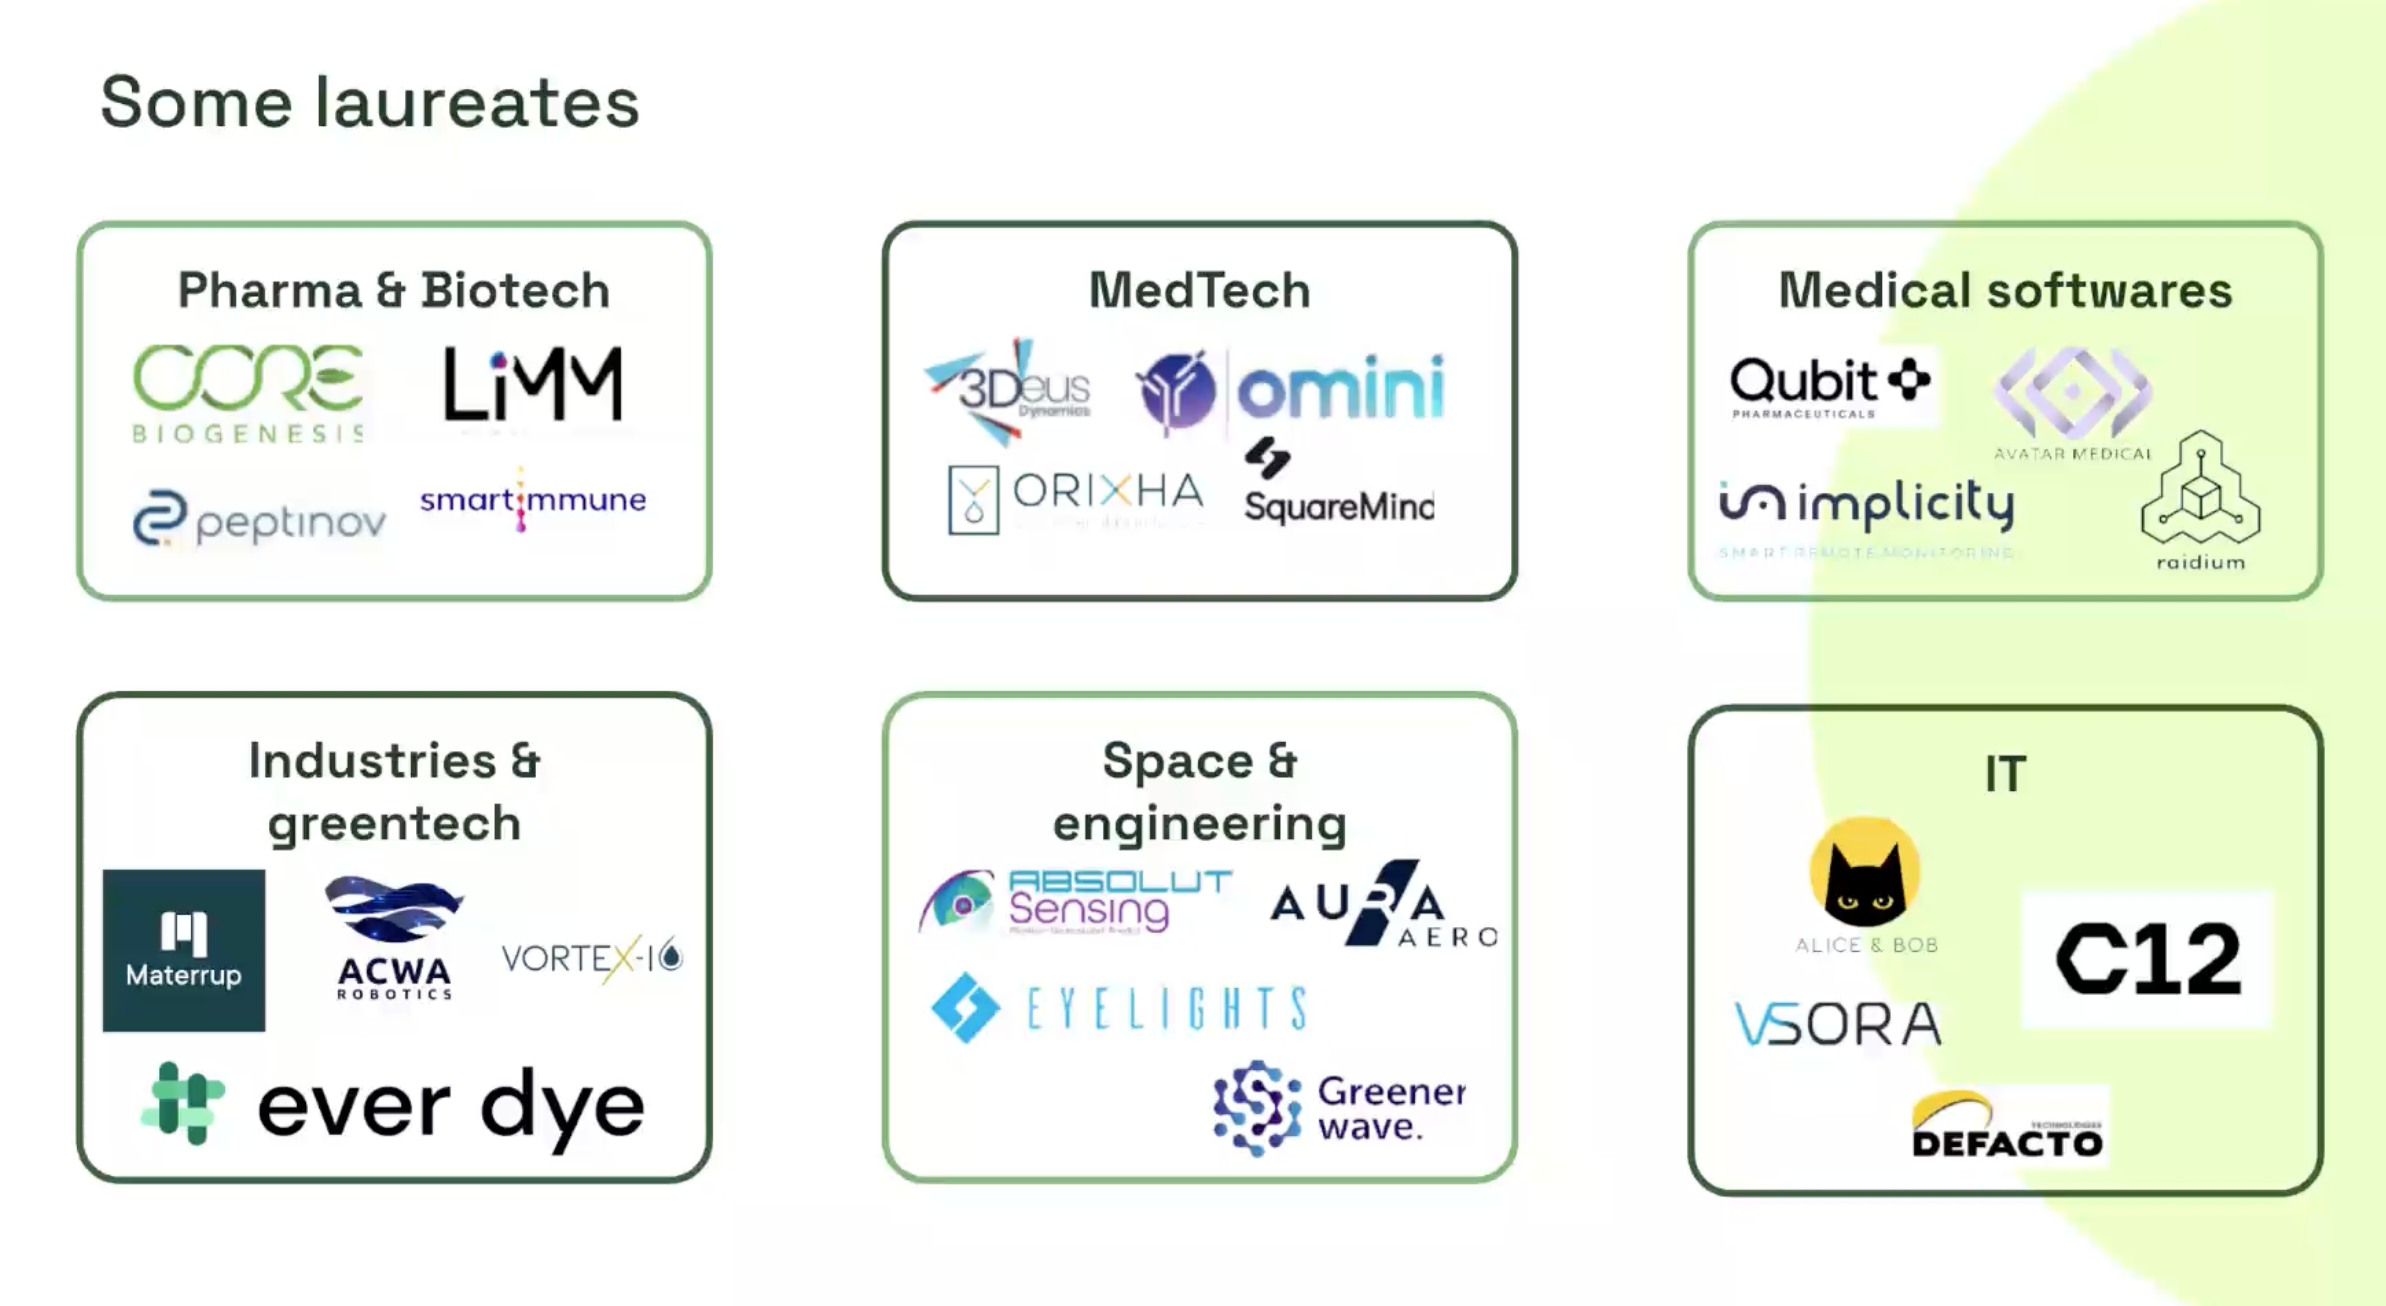 Some laureates
Pharma & Biotech
CORE
BIOGENESIS
LiMM
peptinov
smartimmune
MedTech
3Deus
Dynamics
omini
ORIXHA
SquareMind
Medical softwares
Qubit
PHARMACEUTICALS
AVATAR MEDICAL
implicity
SMART REMOTE MONITORING
raidium
Industries &
greentech
Materrup
ACWA
ROBOTICS
VORTEX-IO
ever dye
Space &
engineering
ABSOLUT
Sensing
AURA
AERO
EYELIGHTS
Greener
wave.
IT
ALICE & BOB
C12
VSORA
TECHNOLOGIES
DEFACTO